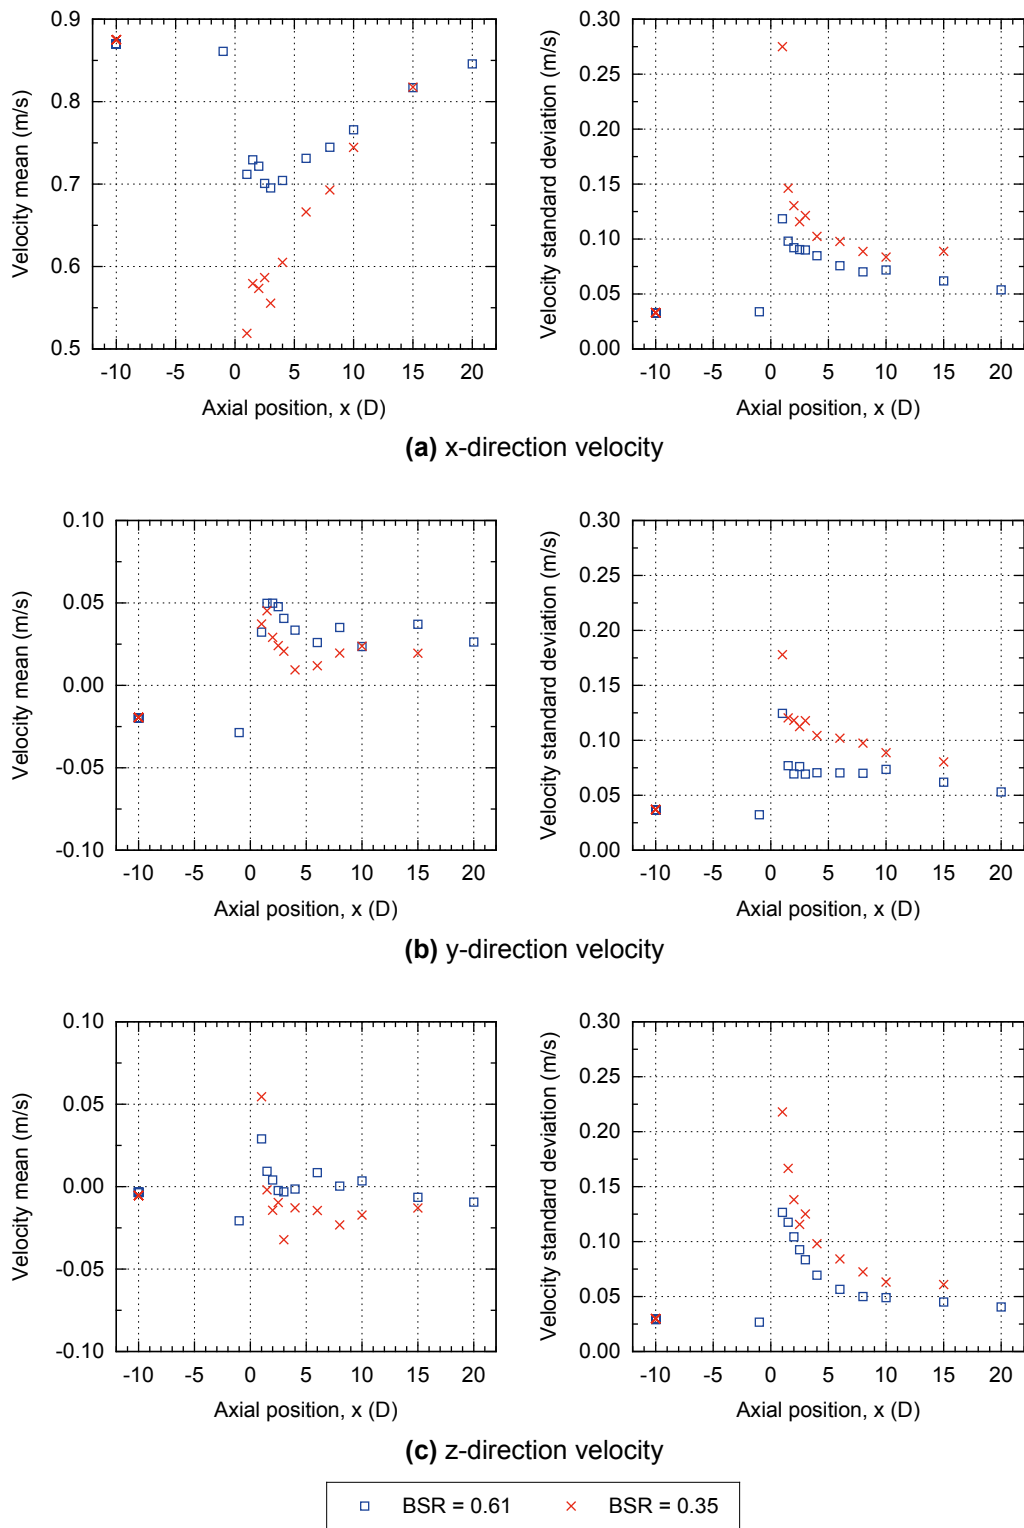 0.9
0.8
0.7
0.6
0.5
Velocity mean (m/s)
-10 -5 0 5 10 15 20
Axial position, x (D)
0.30
0.25
0.20
0.15
0.10
0.05
0.00
Velocity standard deviation (m/s)
-10 -5 0 5 10 15 20
Axial position, x (D)
(a) x-direction velocity
0.10
0.05
0.00
-0.05
-0.10
Velocity mean (m/s)
-10 -5 0 5 10 15 20
Axial position, x (D)
0.30
0.25
0.20
0.15
0.10
0.05
0.00
Velocity standard deviation (m/s)
-10 -5 0 5 10 15 20
Axial position, x (D)
(b) y-direction velocity
0.10
0.05
0.00
-0.05
-0.10
Velocity mean (m/s)
-10 -5 0 5 10 15 20
Axial position, x (D)
0.30
0.25
0.20
0.15
0.10
0.05
0.00
Velocity standard deviation (m/s)
-10 -5 0 5 10 15 20
Axial position, x (D)
(c) z-direction velocity
BSR = 0.61 BSR = 0.35